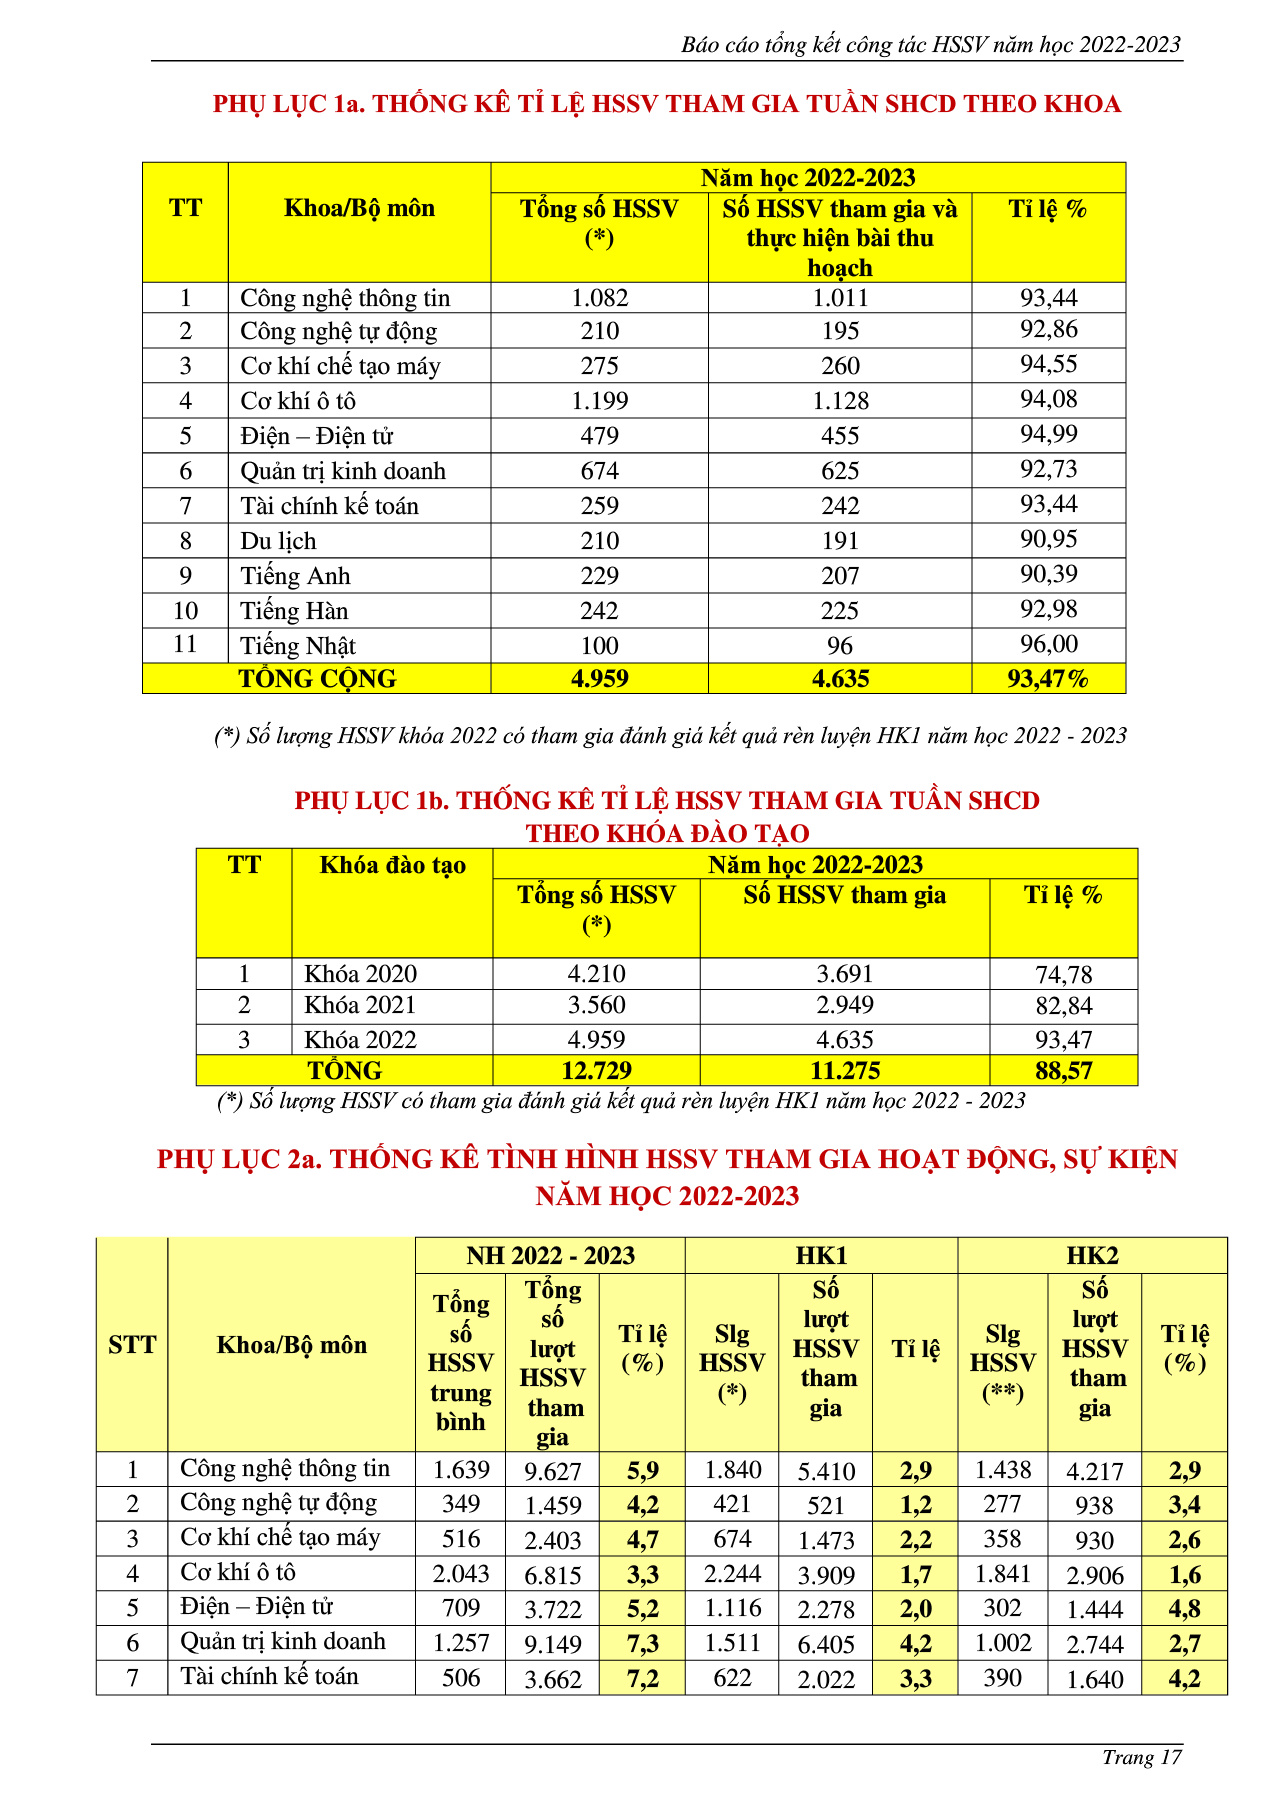 Báo cáo tổng kết công tác HSSV năm học 2022-2023
PHỤ LỤC 1a. THỐNG KÊ TỈ LỆ HSSV THAM GIA TUẦN SHCD THEO KHOA
TT Khoa/Bộ môn Năm học 2022-2023
Tổng số HSSV (*) Số HSSV tham gia và thực hiện bài thu hoạch Tỉ lệ %
1 Công nghệ thông tin 1.082 1.011 93,44
2 Công nghệ tự động 210 195 92,86
3 Cơ khí chế tạo máy 275 260 94,55
4 Cơ khí ô tô 1.199 1.128 94,08
5 Điện – Điện tử 479 455 94,99
6 Quản trị kinh doanh 674 625 92,73
7 Tài chính kế toán 259 242 93,44
8 Du lịch 210 191 90,95
9 Tiếng Anh 229 207 90,39
10 Tiếng Hàn 242 225 92,98
11 Tiếng Nhật 100 96 96,00
TỔNG CỘNG 4.959 4.635 93,47%
(*) Số lượng HSSV khóa 2022 có tham gia đánh giá kết quả rèn luyện HK1 năm học 2022 - 2023
PHỤ LỤC 1b. THỐNG KÊ TỈ LỆ HSSV THAM GIA TUẦN SHCD
THEO KHÓA ĐÀO TẠO
TT Khóa đào tạo Năm học 2022-2023
Tổng số HSSV (*) Số HSSV tham gia Tỉ lệ %
1 Khóa 2020 4.210 3.691 74,78
2 Khóa 2021 3.560 2.949 82,84
3 Khóa 2022 4.959 4.635 93,47
TỔNG 12.729 11.275 88,57
(*) Số lượng HSSV có tham gia đánh giá kết quả rèn luyện HK1 năm học 2022 - 2023
PHỤ LỤC 2a. THỐNG KÊ TÌNH HÌNH HSSV THAM GIA HOẠT ĐỘNG, SỰ KIỆN
NĂM HỌC 2022-2023
STT Khoa/Bộ môn NH 2022 - 2023 HK1 HK2
Tổng số HSSV trung bình Tổng số lượt HSSV tham gia Tỉ lệ (%) Slg HSSV (*) Số lượt HSSV tham gia Tỉ lệ Slg HSSV (**) Số lượt HSSV tham gia Tỉ lệ (%)
1 Công nghệ thông tin 1.639 9.627 5,9 1.840 5.410 2,9 1.438 4.217 2,9
2 Công nghệ tự động 349 1.459 4,2 421 521 1,2 277 938 3,4
3 Cơ khí chế tạo máy 516 2.403 4,7 674 1.473 2,2 358 930 2,6
4 Cơ khí ô tô 2.043 6.815 3,3 2.244 3.909 1,7 1.841 2.906 1,6
5 Điện – Điện tử 709 3.722 5,2 1.116 2.278 2,0 302 1.444 4,8
6 Quản trị kinh doanh 1.257 9.149 7,3 1.511 6.405 4,2 1.002 2.744 2,7
7 Tài chính kế toán 506 3.662 7,2 622 2.022 3,3 390 1.640 4,2
Trang 17